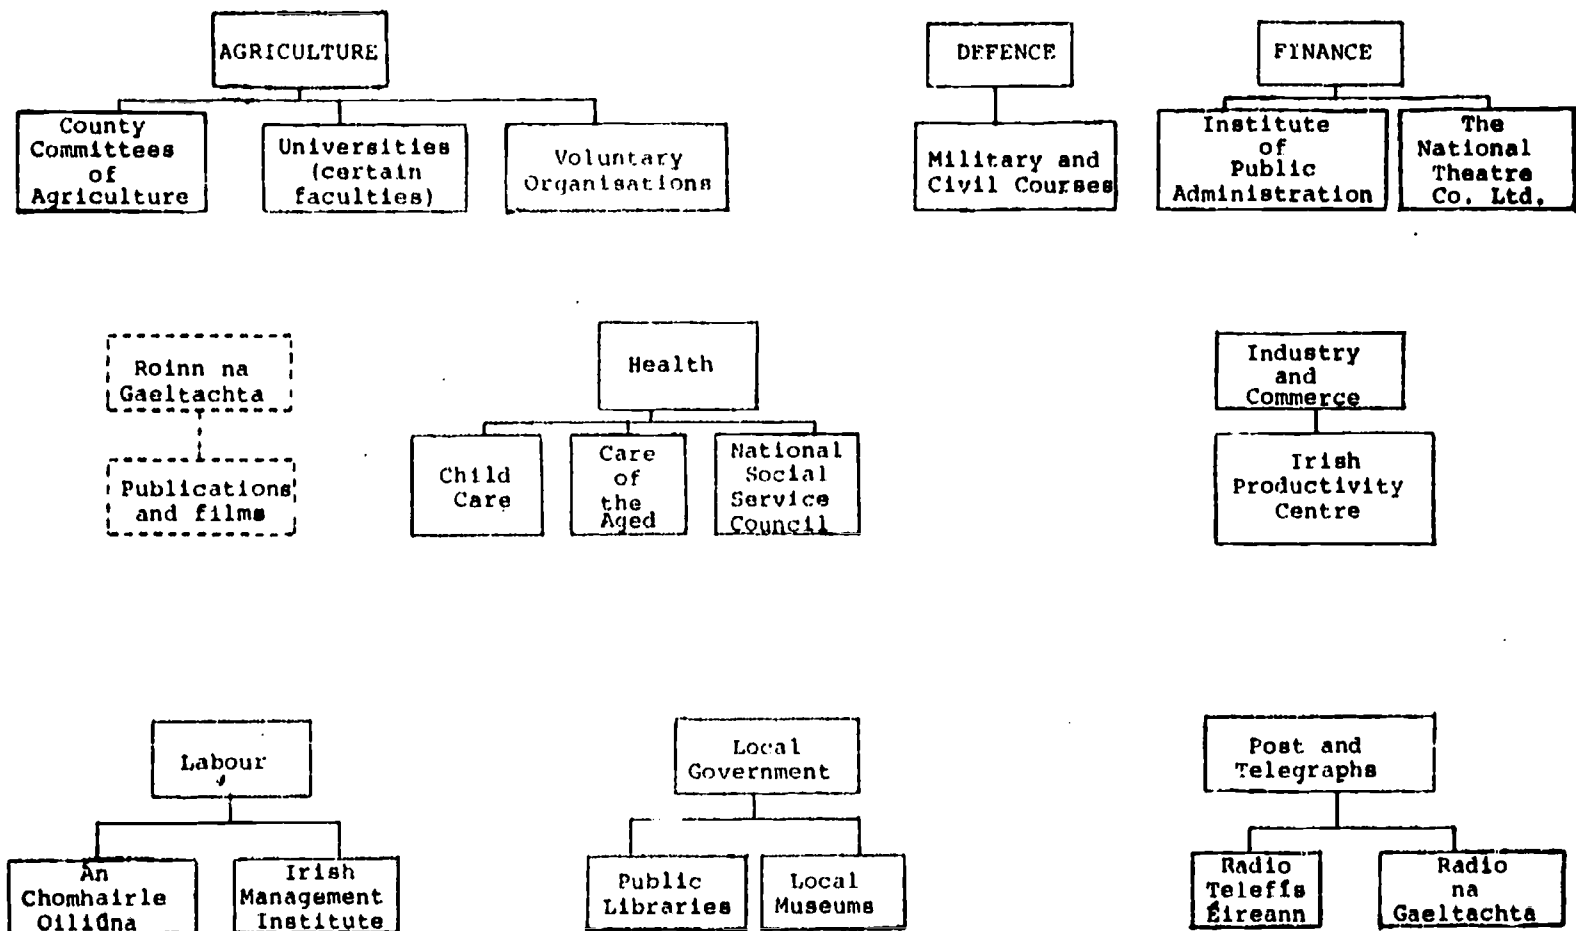 AGRICULTURE
DEFENCE
FINANCE
County
Committees
of
Agriculture
Universities
(certain
faculties)
Voluntary
Organisations
Military and
Civil Courses
Institute
of
Public
Administration
The
National
Theatre
Co. Ltd.
Roinn na
Gaeltachta
Publications
and films
Health
Child
Care
Care
of
the
Aged
National
Social
Service
Council
Industry
and
Commerce
Irish
Productivity
Centre
Labour
An
Chomhairle
Oiliúna
Irish
Management
Institute
Local
Government
Public
Libraries
Local
Museums
Post and
Telegraphs
Radio
Telefís
Éireann
Radio
na
Gaeltachta